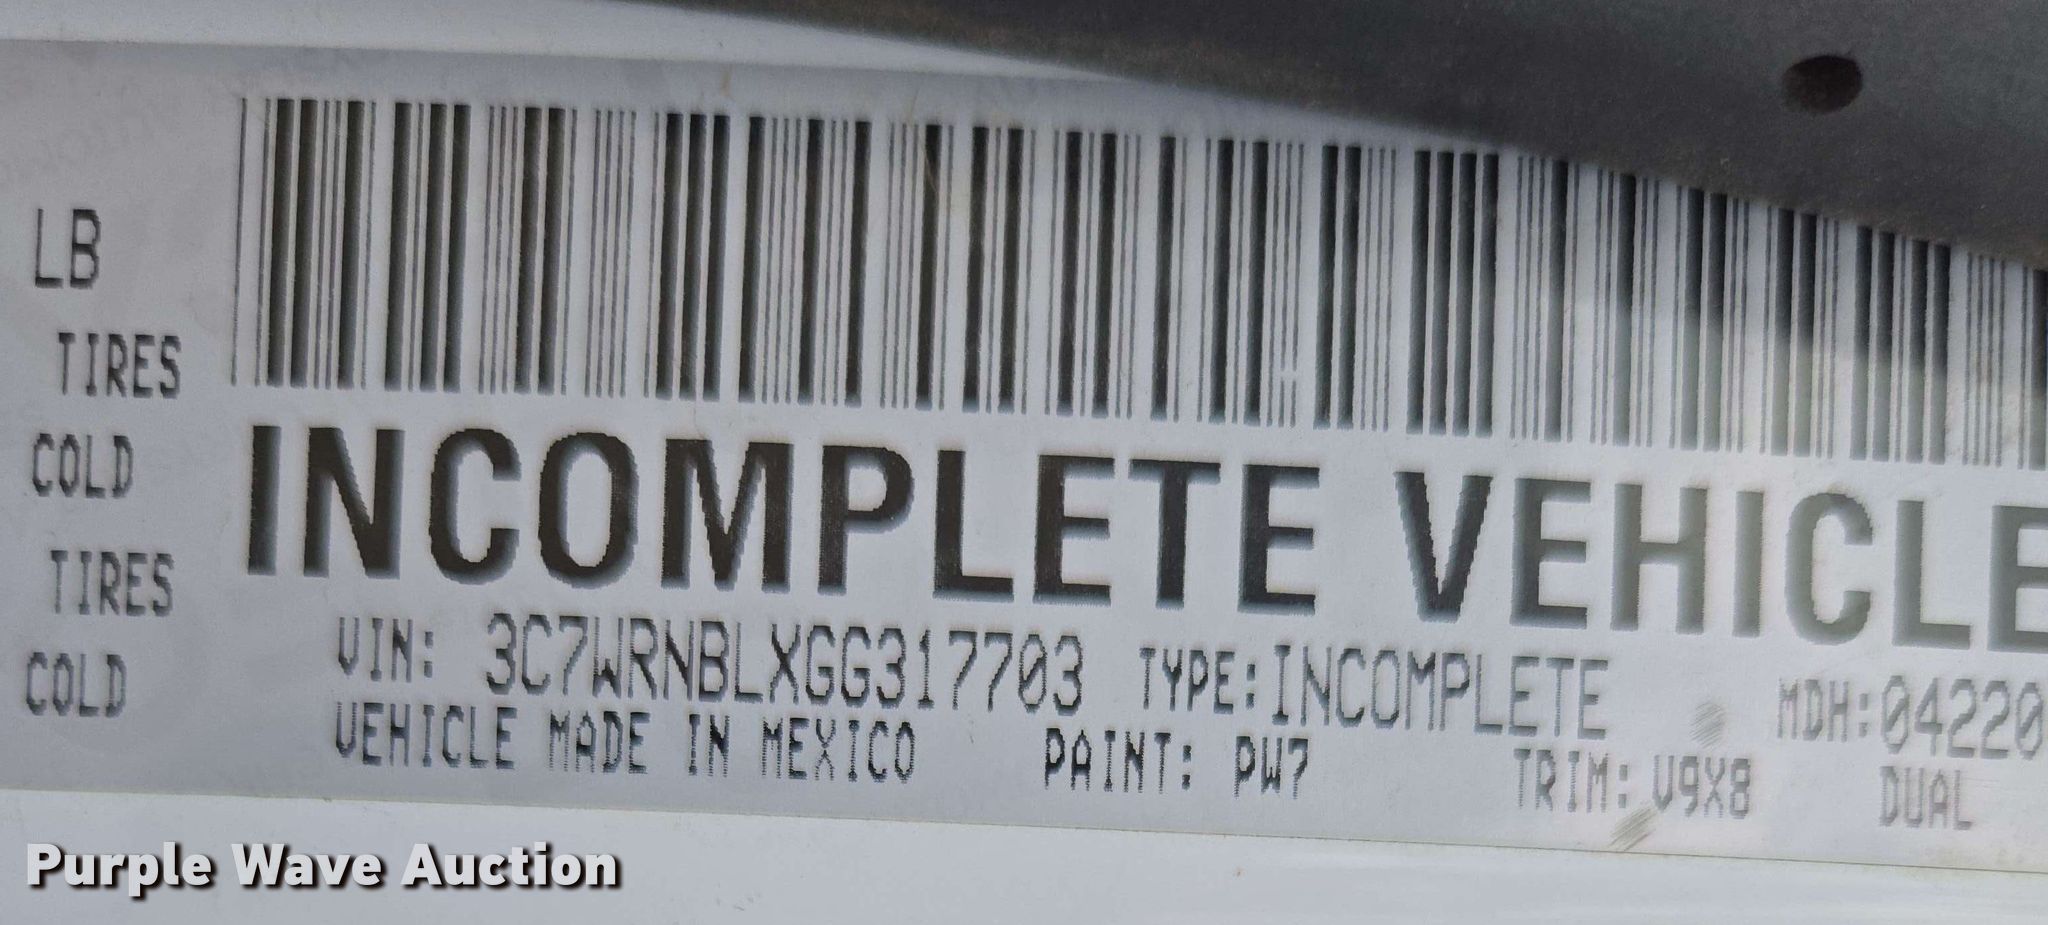 LB
TIRES
COLD
TIRES
COLD
INCOMPLETE VEHICLE
VIN: 3C7WRNBLXGG317703 TYPE:INCOMPLETE MDH:04220
VEHICLE MADE IN MEXICO PAINT: PW7 TRIM: V9X8 DUAL
Purple Wave Auction